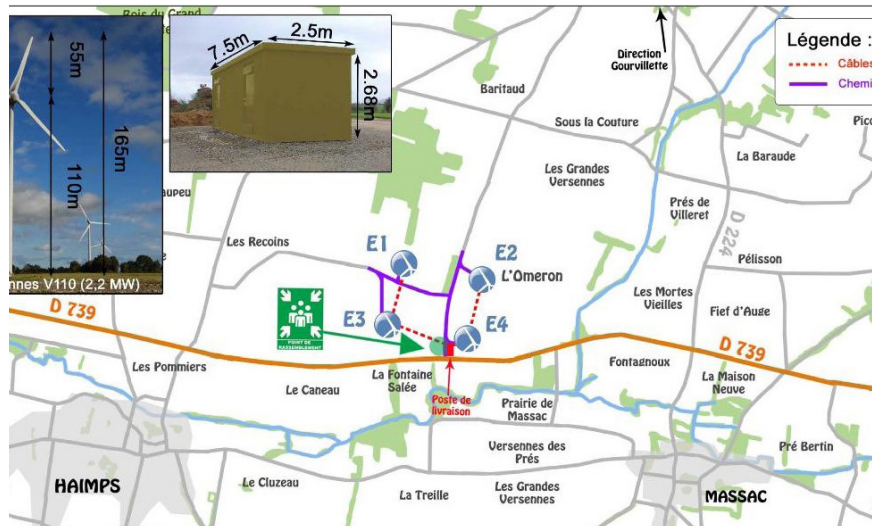 Bois du Grand
55m
110m
165m
nnes V110 (2,2 MW)
7.5m
2.5m
2.68m
Direction
Gourvillette
Légende :
Câbles
Chemi
Baritaud
Sous la Couture
La Baraude
Les Grandes
Versennes
Prés de
Villeret
D 224
Pélisson
Les Recoins
E1
E2
L'Omeron
E3
E4
Les Mortes
Vieilles
Fief d'Auge
POINT DE
RASSEMBLEMENT
D 739
D 739
Les Pommiers
Le Caneau
La Fontaine
Salée
Poste de
livraison
Prairie de
Massac
Fontagnoux
La Maison
Neuve
Versennes des
Prés
Pré Bertin
HAIMPS
Le Cluzeau
La Treille
Les Grandes
Versennes
MASSAC